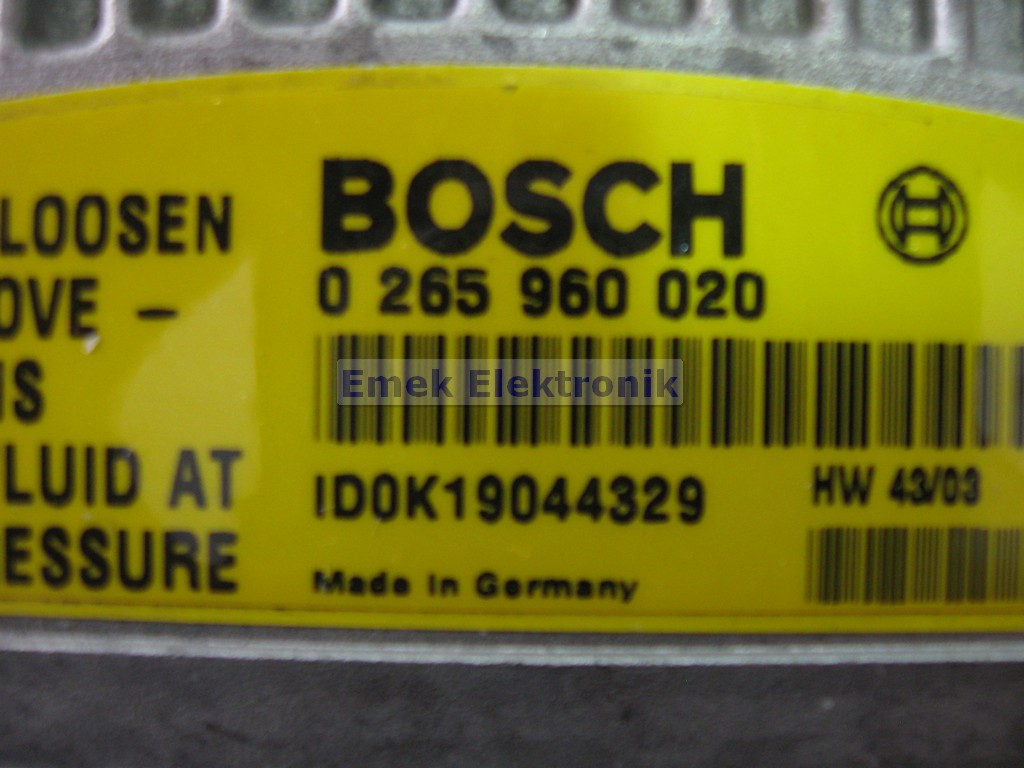 LOOSEN
OVE –
IS
LUID AT
ESSURE
BOSCH
0 265 960 020
Emek Elektronik
ID0K19044329
HW 43/03
Made in Germany